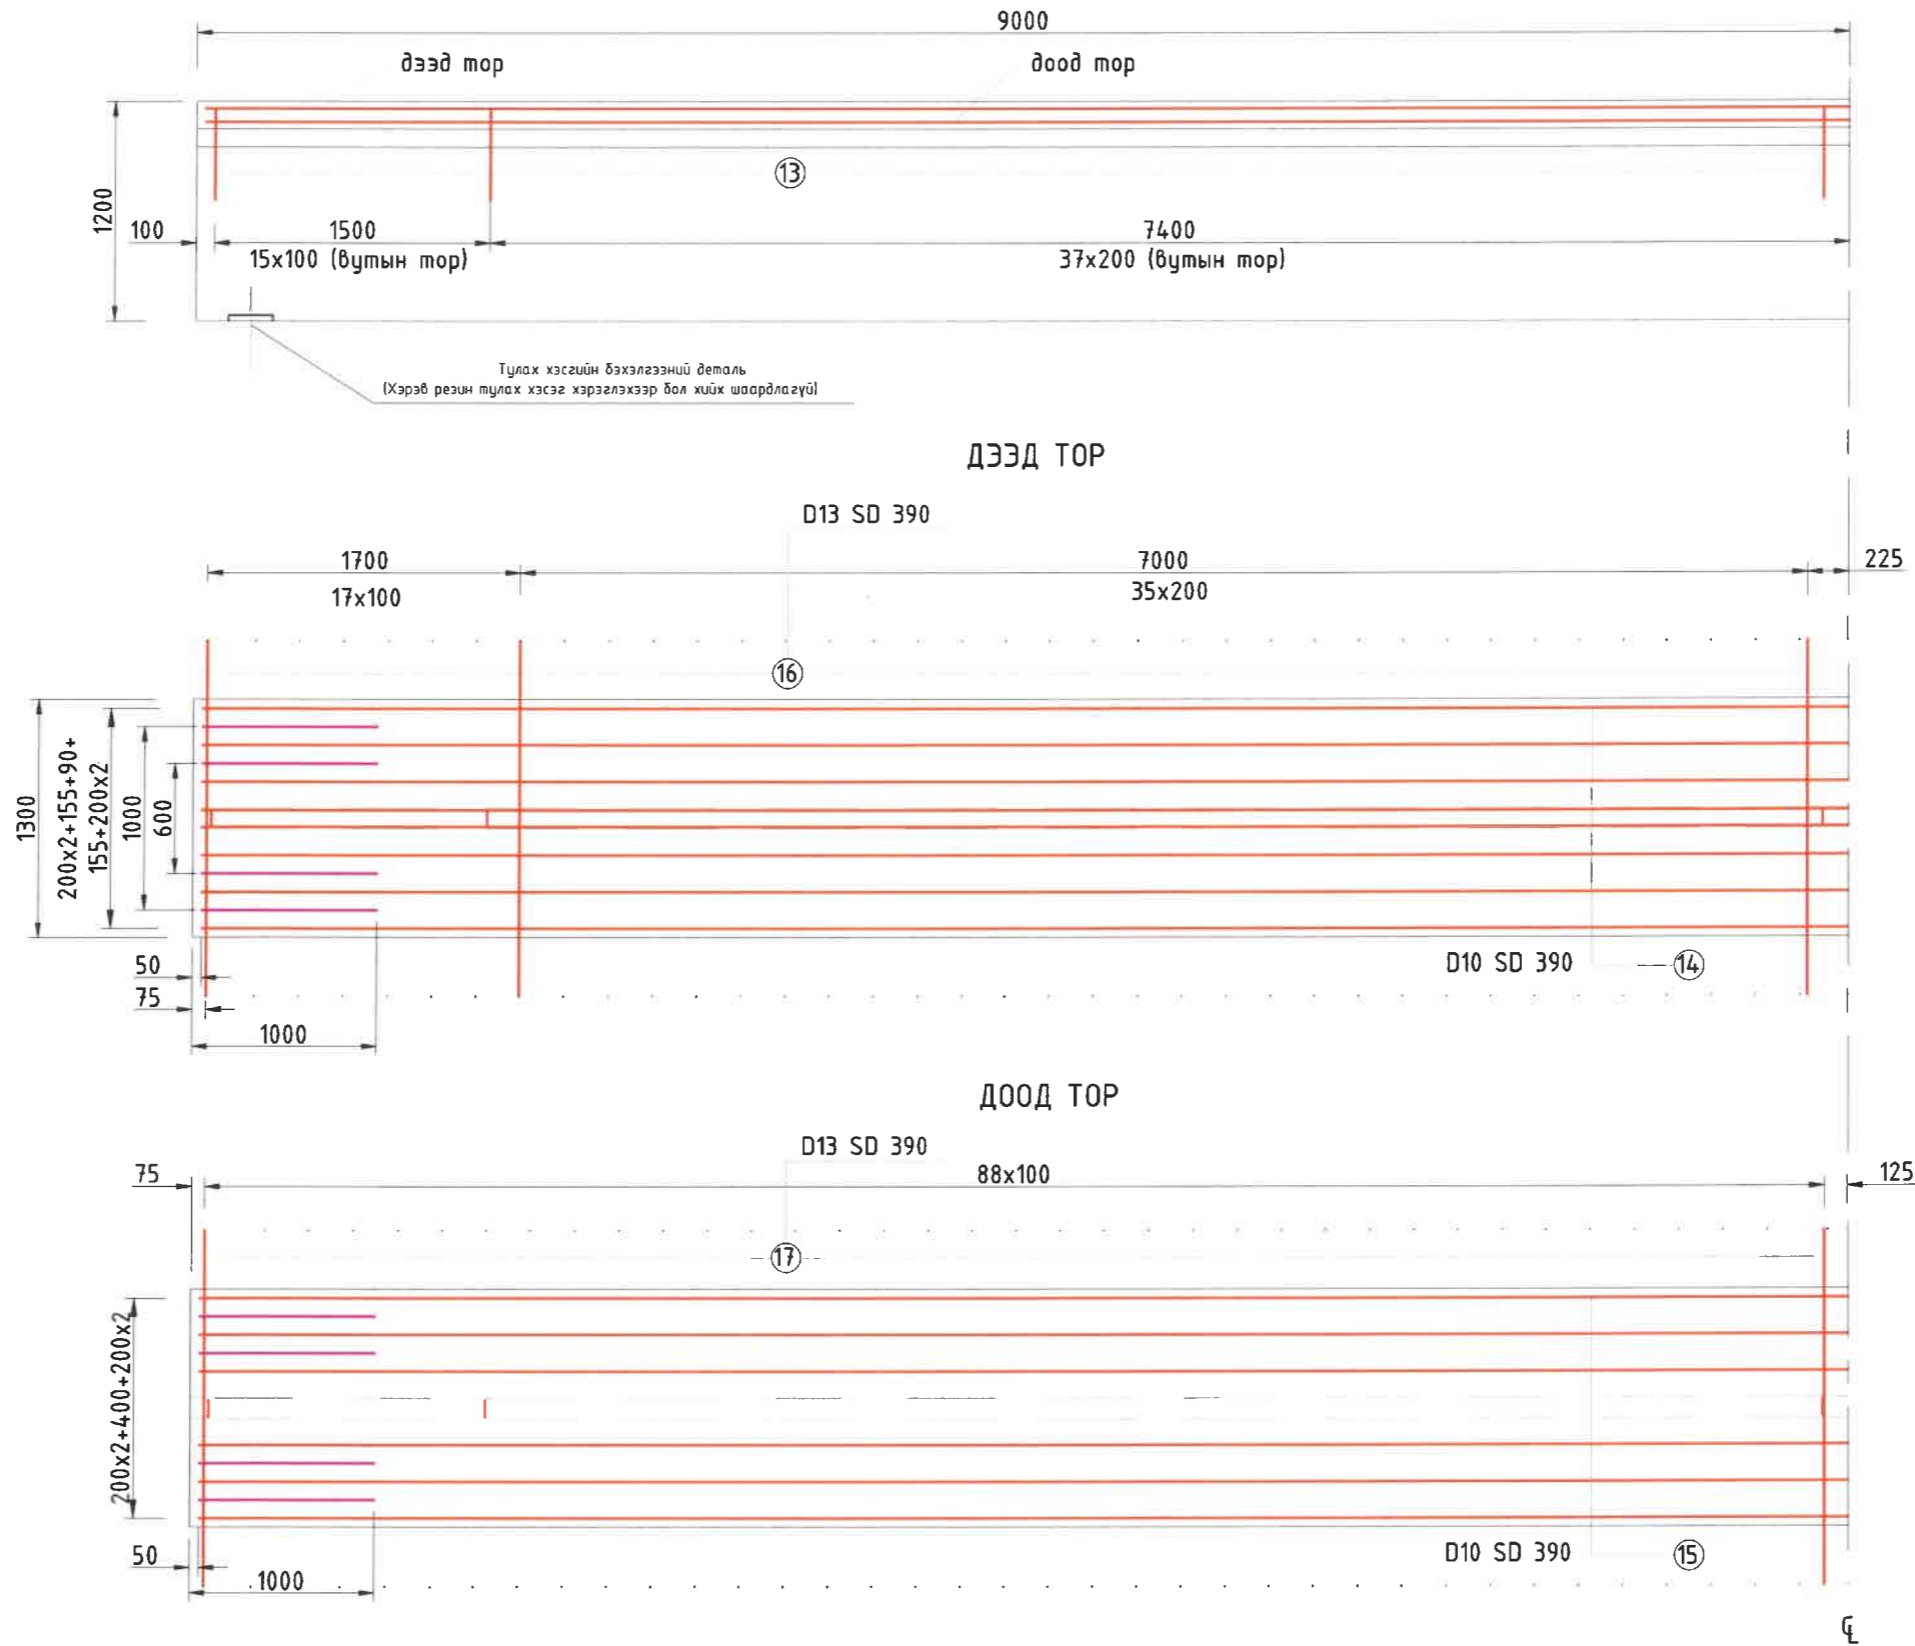 9000
дээд тор
доод тор
1200
13
100
1500
7400
15x100 (вутын тор)
37x200 (вутын тор)
Тулах хэсгийн бэхэлгээний деталь
(Хэрэв резин тулах хэсэг хэрэглэхээр бол хийх шаардлагүй)
ДЭЭД ТОР
D13 SD 390
1700
7000
225
17x100
35x200
16
1300
200x2+155+90+
155+200x2
1000
600
50
75
1000
D10 SD 390
14
ДООД ТОР
D13 SD 390
75
88x100
125
17
200x2+400+200x2
50
1000
D10 SD 390
15
℄